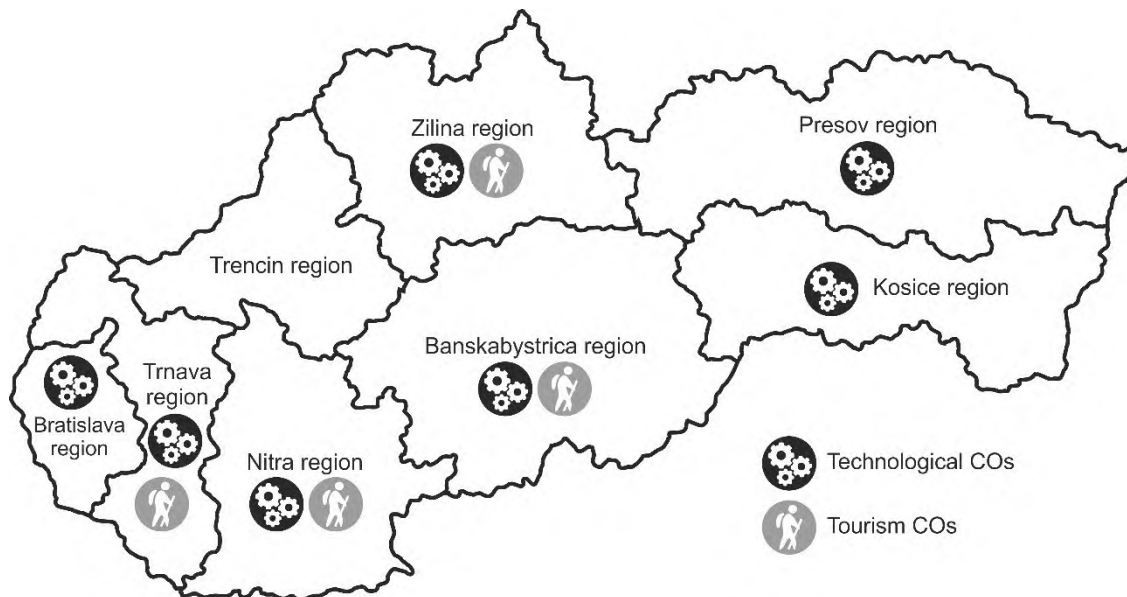 Zilina region
Presov region
Trencin region
Kosice region
Banskabystrica region
Trnava
region
Bratislava
region
Nitra region
Technological COs
Tourism COs